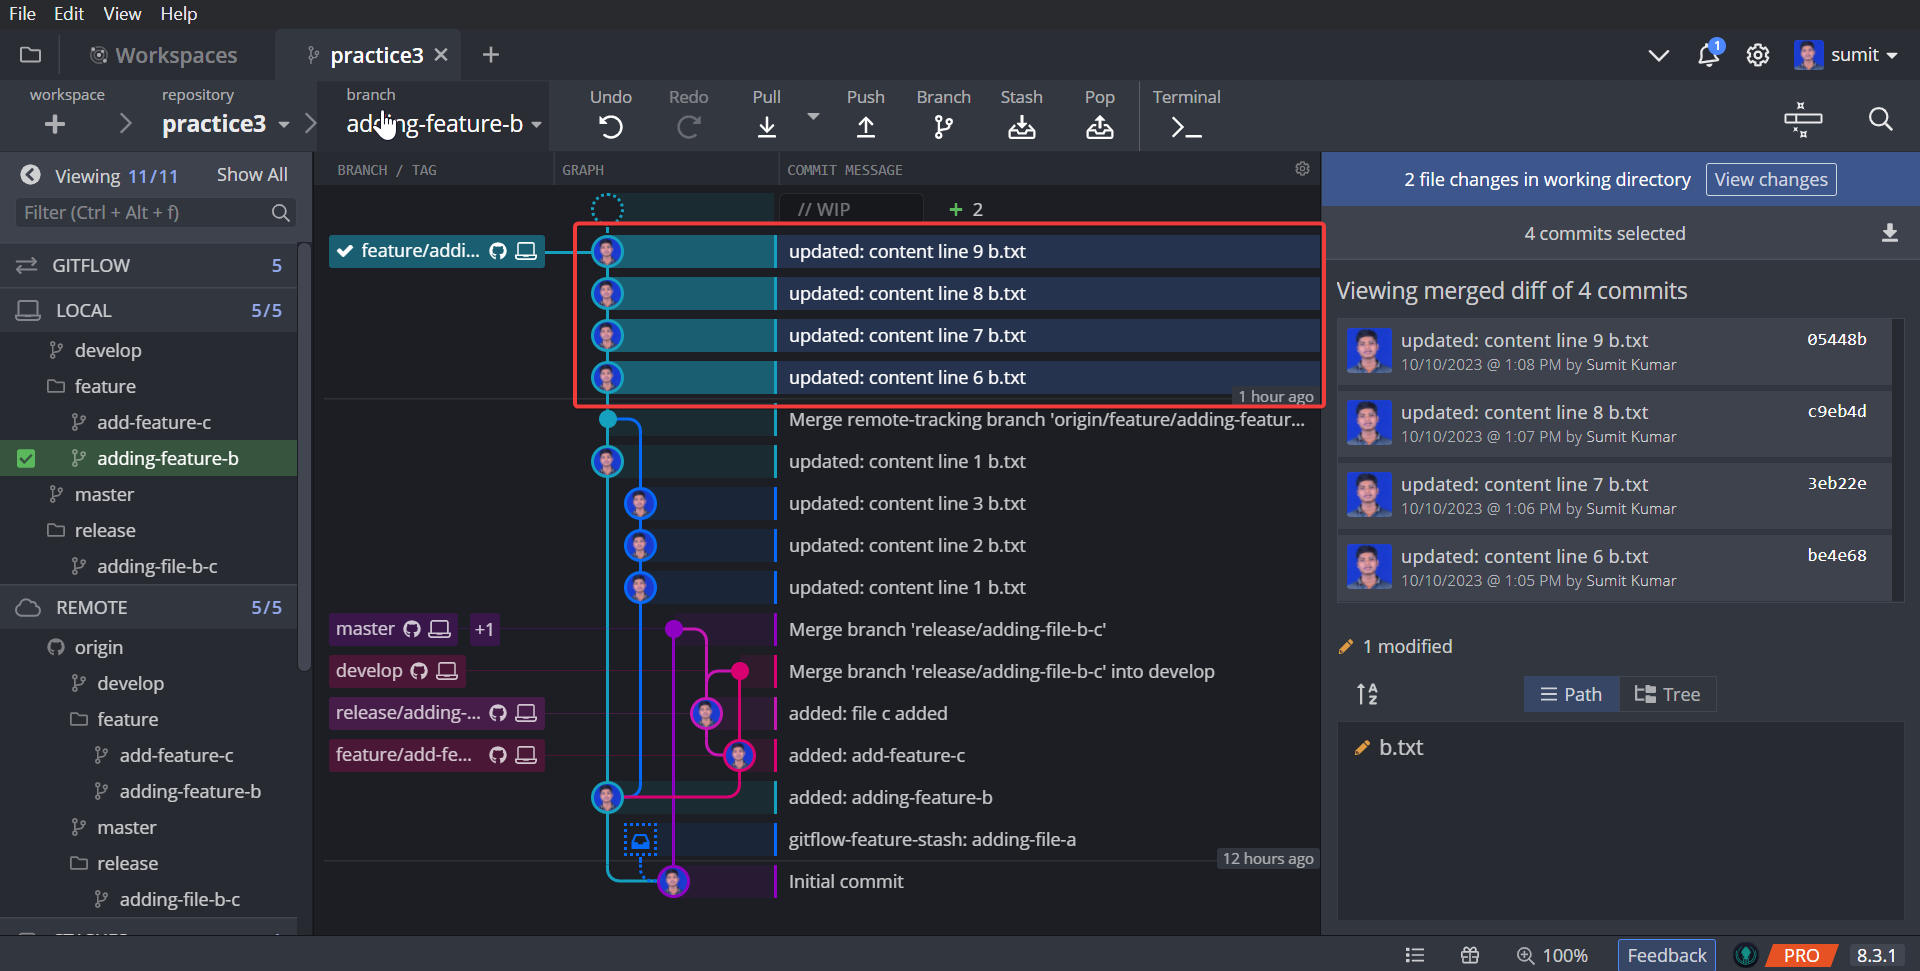 File Edit View Help
Workspaces practice3 1 sumit
workspace repository branch Undo Redo Pull Push Branch Stash Pop Terminal
practice3 adding-feature-b
Viewing 11/11 Show All
Filter (Ctrl + Alt + f)
GITFLOW 5
LOCAL 5/5
develop
feature
add-feature-c
adding-feature-b
master
release
adding-file-b-c
REMOTE 5/5
origin
develop
feature
add-feature-c
adding-feature-b
master
release
adding-file-b-c
BRANCH / TAG GRAPH COMMIT MESSAGE
// WIP + 2
feature/addi... updated: content line 9 b.txt
updated: content line 8 b.txt
updated: content line 7 b.txt
updated: content line 6 b.txt
1 hour ago
Merge remote-tracking branch 'origin/feature/adding-featur...
updated: content line 1 b.txt
updated: content line 3 b.txt
updated: content line 2 b.txt
updated: content line 1 b.txt
master +1 Merge branch 'release/adding-file-b-c'
develop Merge branch 'release/adding-file-b-c' into develop
release/adding-... added: file c added
feature/add-fe... added: add-feature-c
added: adding-feature-b
gitflow-feature-stash: adding-file-a
12 hours ago
Initial commit
2 file changes in working directory View changes
4 commits selected
Viewing merged diff of 4 commits
updated: content line 9 b.txt 05448b
10/10/2023 @ 1:08 PM by Sumit Kumar
updated: content line 8 b.txt c9eb4d
10/10/2023 @ 1:07 PM by Sumit Kumar
updated: content line 7 b.txt 3eb22e
10/10/2023 @ 1:06 PM by Sumit Kumar
updated: content line 6 b.txt be4e68
10/10/2023 @ 1:05 PM by Sumit Kumar
1 modified
Path Tree
b.txt
100% Feedback PRO 8.3.1